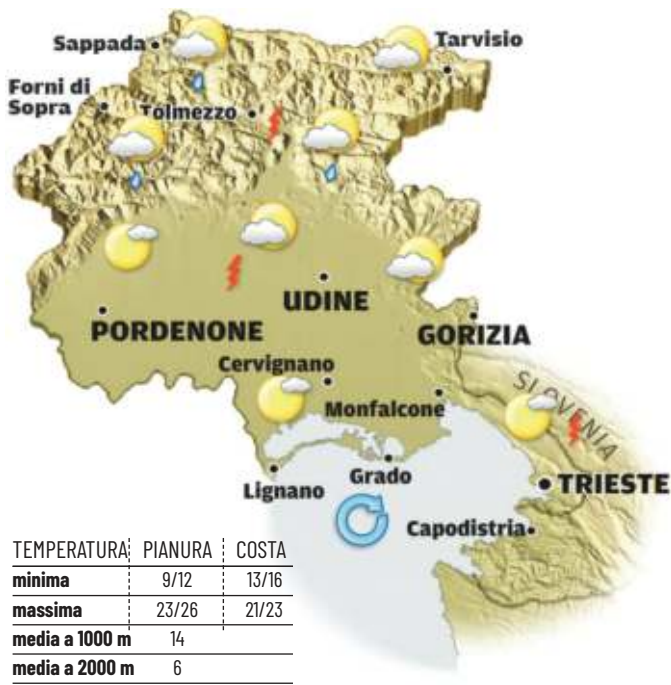 Sappada
Tarvisio
Forni di
Sopra
Tolmezzo
UDINE
PORDENONE
GORIZIA
Cervignano
Monfalcone
SLOVENIA
Lignano
Grado
TRIESTE
Capodistria
TEMPERATURA PIANURA COSTA
minima 9/12 13/16
massima 23/26 21/23
media a 1000 m 14
media a 2000 m 6